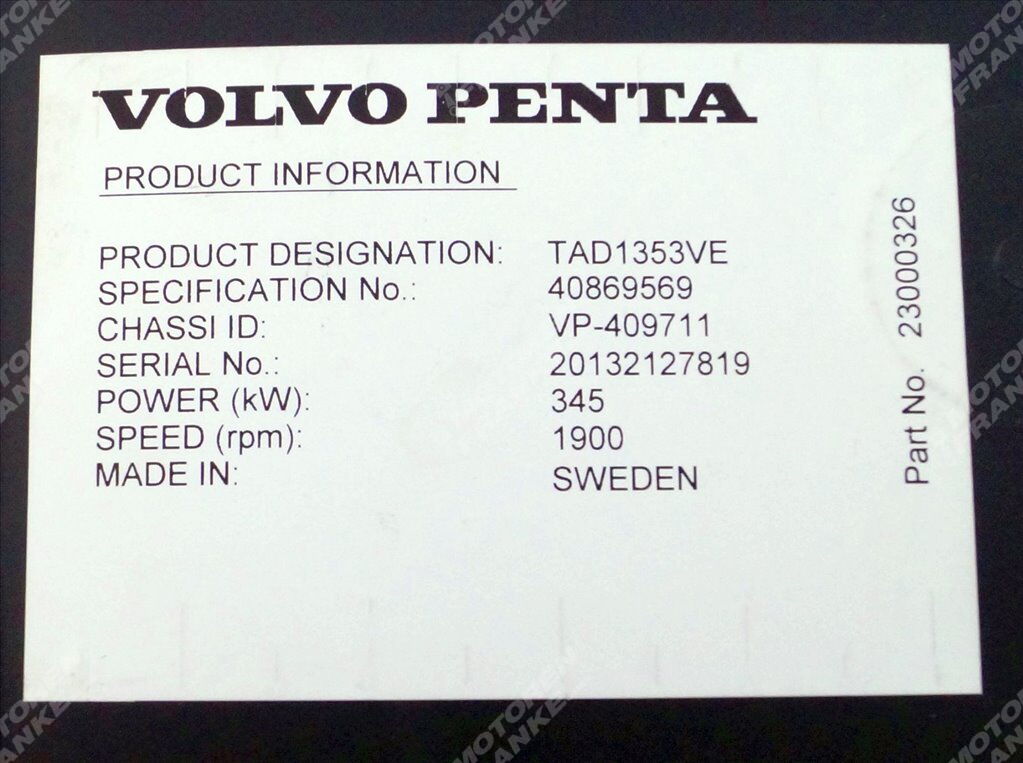 VOLVO PENTA
PRODUCT INFORMATION
PRODUCT DESIGNATION: TAD1353VE
SPECIFICATION No.: 40869569
CHASSI ID: VP-409711
SERIAL No.: 20132127819
POWER (kW): 345
SPEED (rpm): 1900
MADE IN: SWEDEN
Part No. 23000326